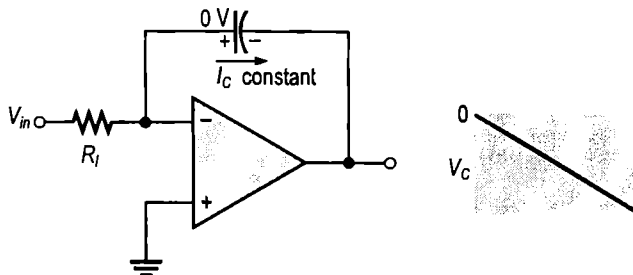 0 V
+ −
I_C constant
V_in
R_I
−
+
0
V_C